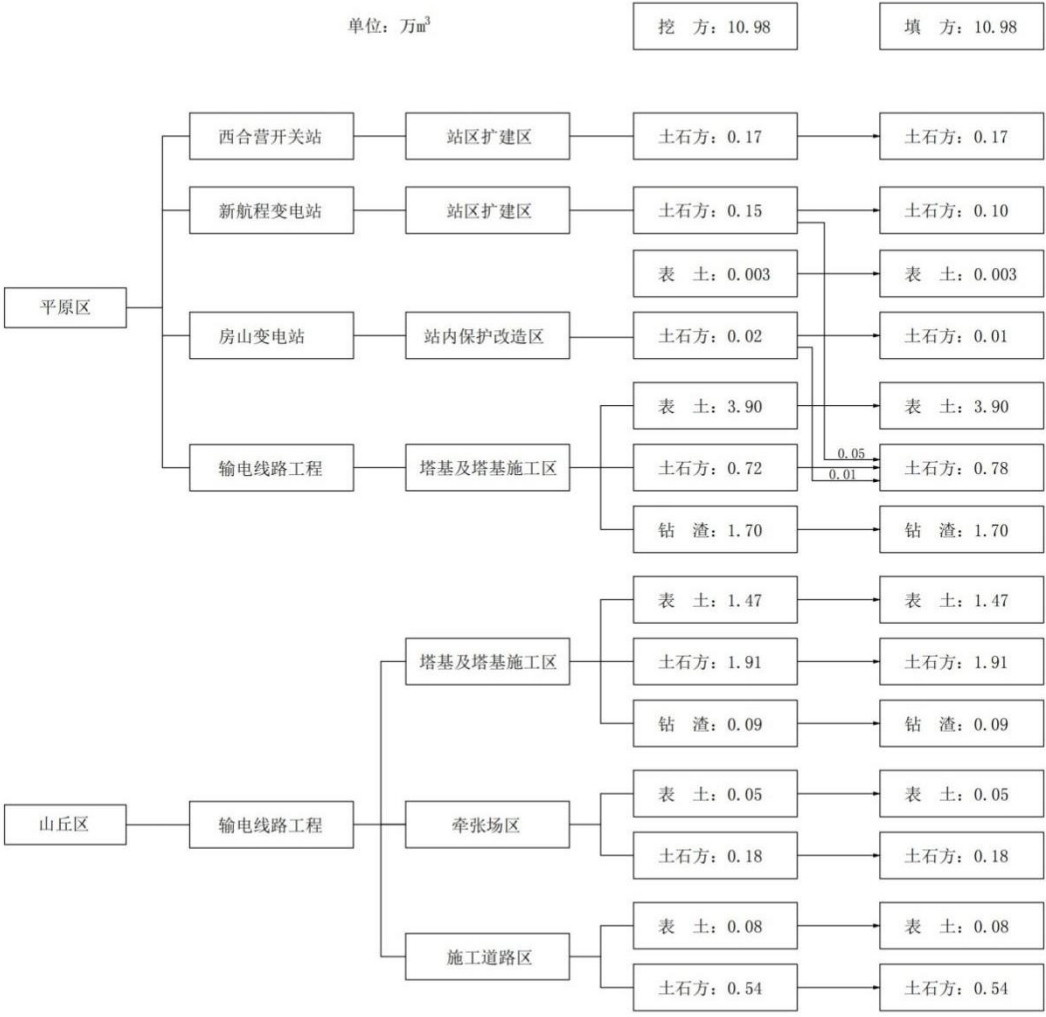 单位：万m³ 挖 方：10.98 填 方：10.98
西合营开关站 站区扩建区 土石方：0.17 土石方：0.17
新航程变电站 站区扩建区 土石方：0.15 土石方：0.10
表 土：0.003 表 土：0.003
平原区
房山变电站 站内保护改造区 土石方：0.02 土石方：0.01
表 土：3.90 表 土：3.90
0.05
输电线路工程 塔基及塔基施工区 土石方：0.72 土石方：0.78
0.01
钻 渣：1.70 钻 渣：1.70
表 土：1.47 表 土：1.47
塔基及塔基施工区 土石方：1.91 土石方：1.91
钻 渣：0.09 钻 渣：0.09
表 土：0.05 表 土：0.05
山丘区 输电线路工程 牵张场区
土石方：0.18 土石方：0.18
表 土：0.08 表 土：0.08
施工道路区
土石方：0.54 土石方：0.54